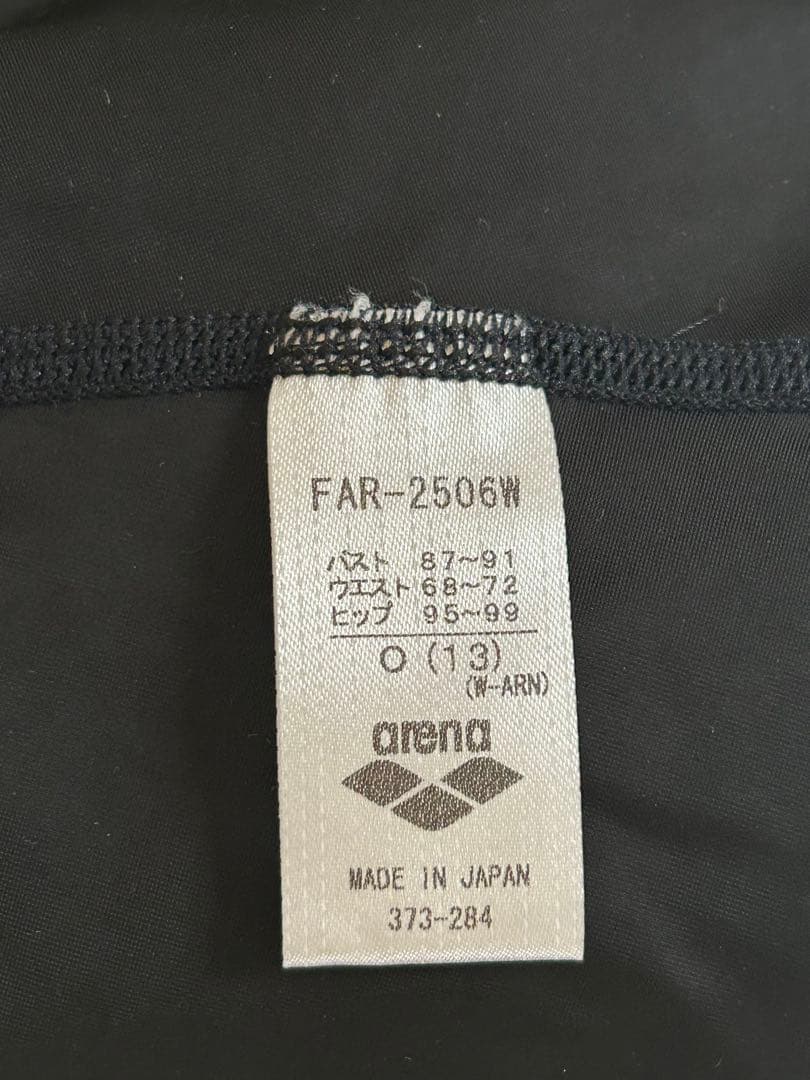 FAR-2506W
バスト 87~91
ウエスト 68~72
ヒップ 95~99
O (13)
(W-ARN)
arena
MADE IN JAPAN
373-284